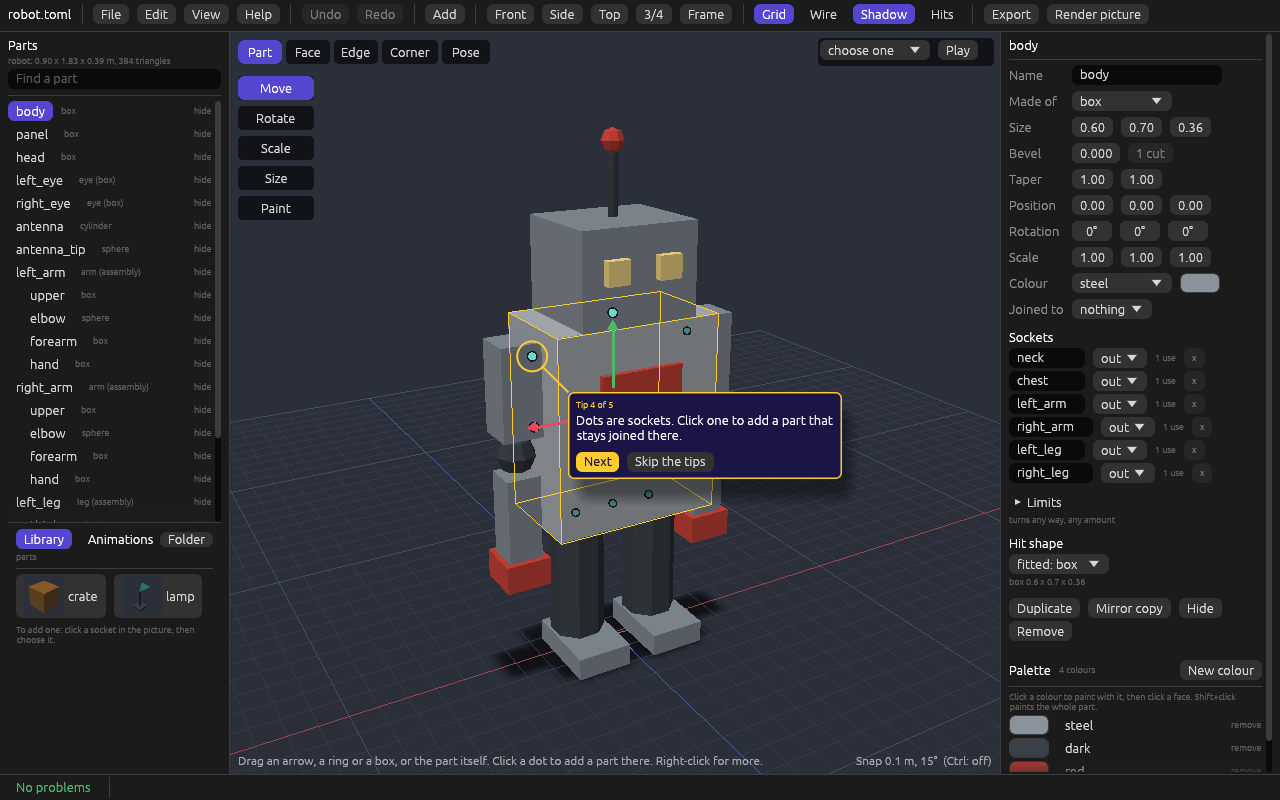 robot.toml File Edit View Help Undo Redo Add Front Side Top 3/4 Frame Grid Wire Shadow Hits Export Render picture
Parts
robot: 0.90 x 1.83 x 0.39 m, 384 triangles
Find a part
body box hide
panel box hide
head box hide
left_eye eye (box) hide
right_eye eye (box) hide
antenna cylinder hide
antenna_tip sphere hide
left_arm arm (assembly) hide
upper box hide
elbow sphere hide
forearm box hide
hand box hide
right_arm arm (assembly) hide
upper box hide
elbow sphere hide
forearm box hide
hand box hide
left_leg leg (assembly) hide
Library Animations Folder
parts
crate lamp
To add one: click a socket in the picture, then
choose it.
Part Face Edge Corner Pose
Move
Rotate
Scale
Size
Paint
choose one Play
Tip 4 of 5
Dots are sockets. Click one to add a part that
stays joined there.
Next Skip the tips
Drag an arrow, a ring or a box, or the part itself. Click a dot to add a part there. Right-click for more.
Snap 0.1 m, 15° (Ctrl: off)
body
Name body
Made of box
Size 0.60 0.70 0.36
Bevel 0.000 1 cut
Taper 1.00 1.00
Position 0.00 0.00 0.00
Rotation 0° 0° 0°
Scale 1.00 1.00 1.00
Colour steel
Joined to nothing
Sockets
neck out 1 use x
chest out 1 use x
left_arm out 1 use x
right_arm out 1 use x
left_leg out 1 use x
right_leg out 1 use x
Limits
turns any way, any amount
Hit shape
fitted: box
box 0.6 x 0.7 x 0.36
Duplicate Mirror copy Hide
Remove
Palette 4 colours New colour
Click a colour to paint with it, then click a face. Shift+click
paints the whole part.
steel remove
dark remove
No problems